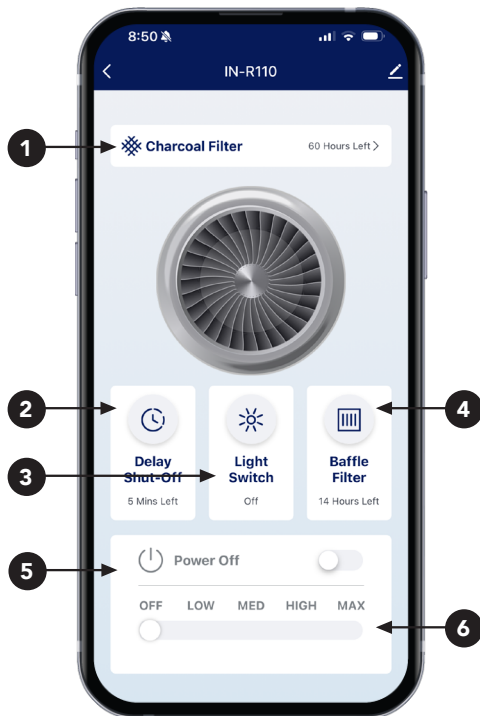 8:50
IN-R110
1
Charcoal Filter
60 Hours Left
2
3
4
Delay
Shut-Off
5 Mins Left
Light
Switch
Off
Baffle
Filter
14 Hours Left
5
Power Off
OFF LOW MED HIGH MAX
6